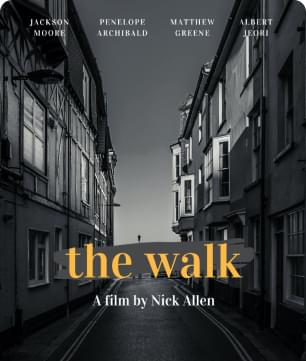 JACKSON PENELOPE MATTHEW ALBERT
MOORE ARCHIBALD GREENE JEORI
the walk
A film by Nick Allen